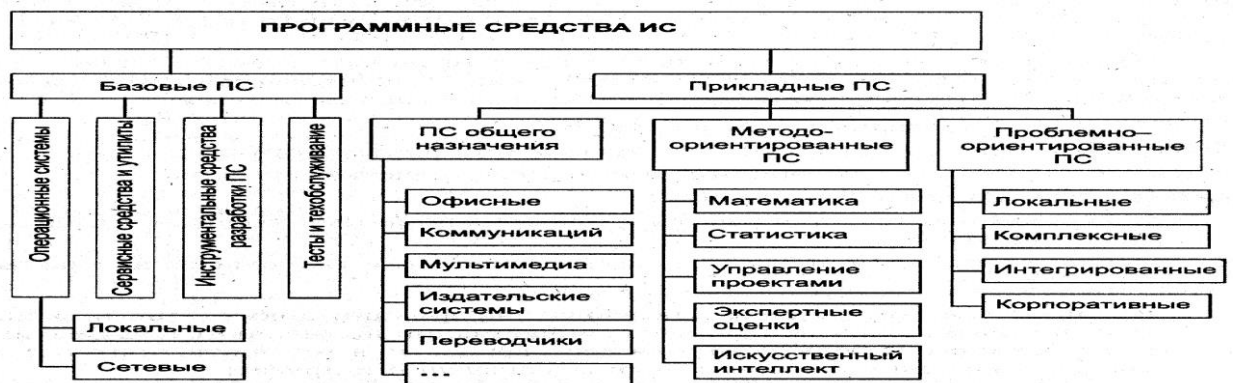 ПРОГРАММНЫЕ СРЕДСТВА ИС
Базовые ПС
Прикладные ПС
Операционные системы
Сервисные средства и утилиты
Инструментальные средства
разработки ПС
Тесты и техобслуживание
Локальные
Сетевые
ПС общего
назначения
Офисные
Коммуникаций
Мультимедиа
Издательские
системы
Переводчики
...
Методо-
ориентированные
ПС
Математика
Статистика
Управление
проектами
Экспертные
оценки
Искусственный
интеллект
Проблемно–
ориентированные
ПС
Локальные
Комплексные
Интегрированные
Корпоративные